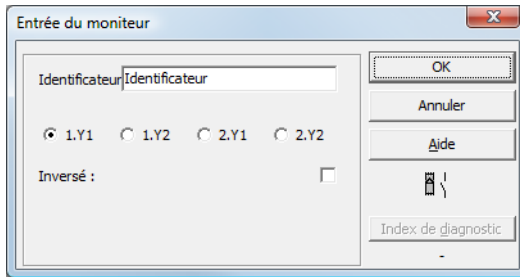 Entrée du moniteur
Identificateur Identificateur
1.Y1 1.Y2 2.Y1 2.Y2
Inversé :
OK
Annuler
Aide
Index de diagnostic
-